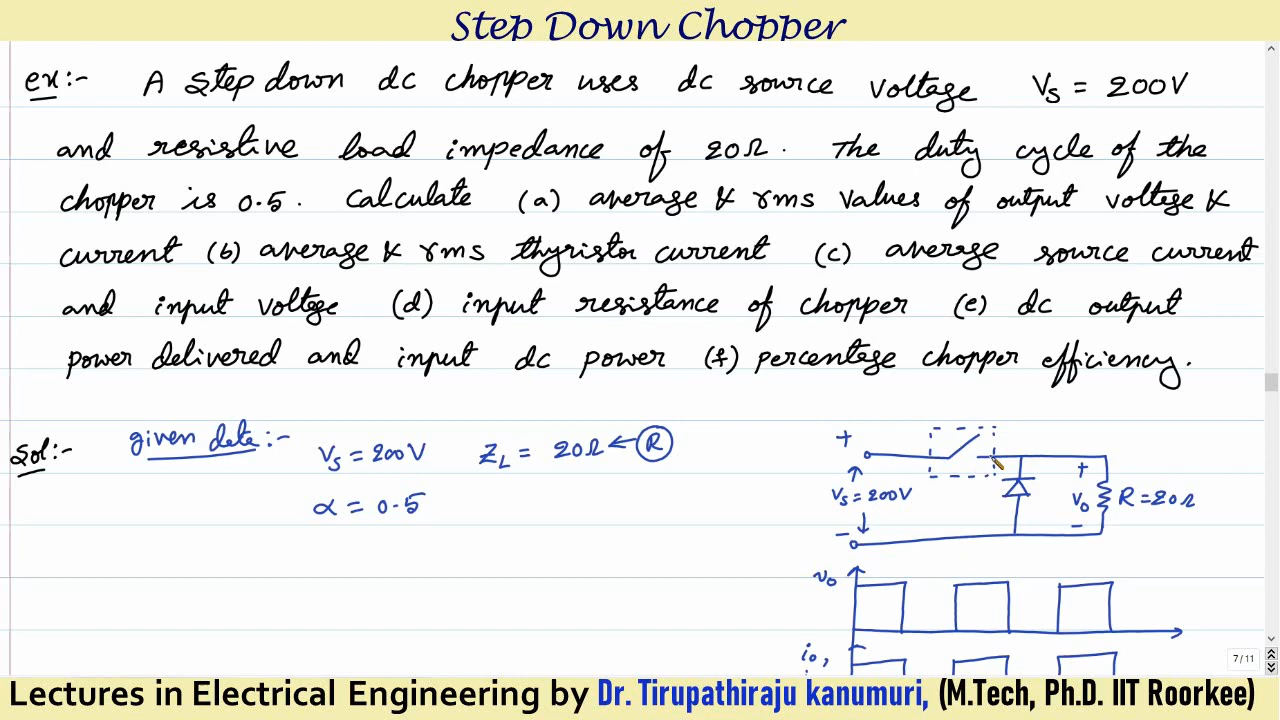 Step Down Chopper
ex:- A Step down dc chopper uses dc source voltage Vs = 200V
and resistive load impedance of 20Ω. The duty cycle of the
chopper is 0.5. Calculate (a) average & rms values of output voltage &
current (b) average & rms thyristor current (c) average source current
and input voltage (d) input resistance of chopper (e) dc output
power delivered and input dc power (f) percentage chopper efficiency.
Sol:- given data:- Vs = 200V ZL = 20Ω ← R
α = 0.5
+
Vs = 200V
-
+
Vo R = 20Ω
-
vo
io,
7/11
Lectures in Electrical Engineering by Dr. Tirupathiraju kanumuri, (M.Tech, Ph.D. IIT Roorkee)